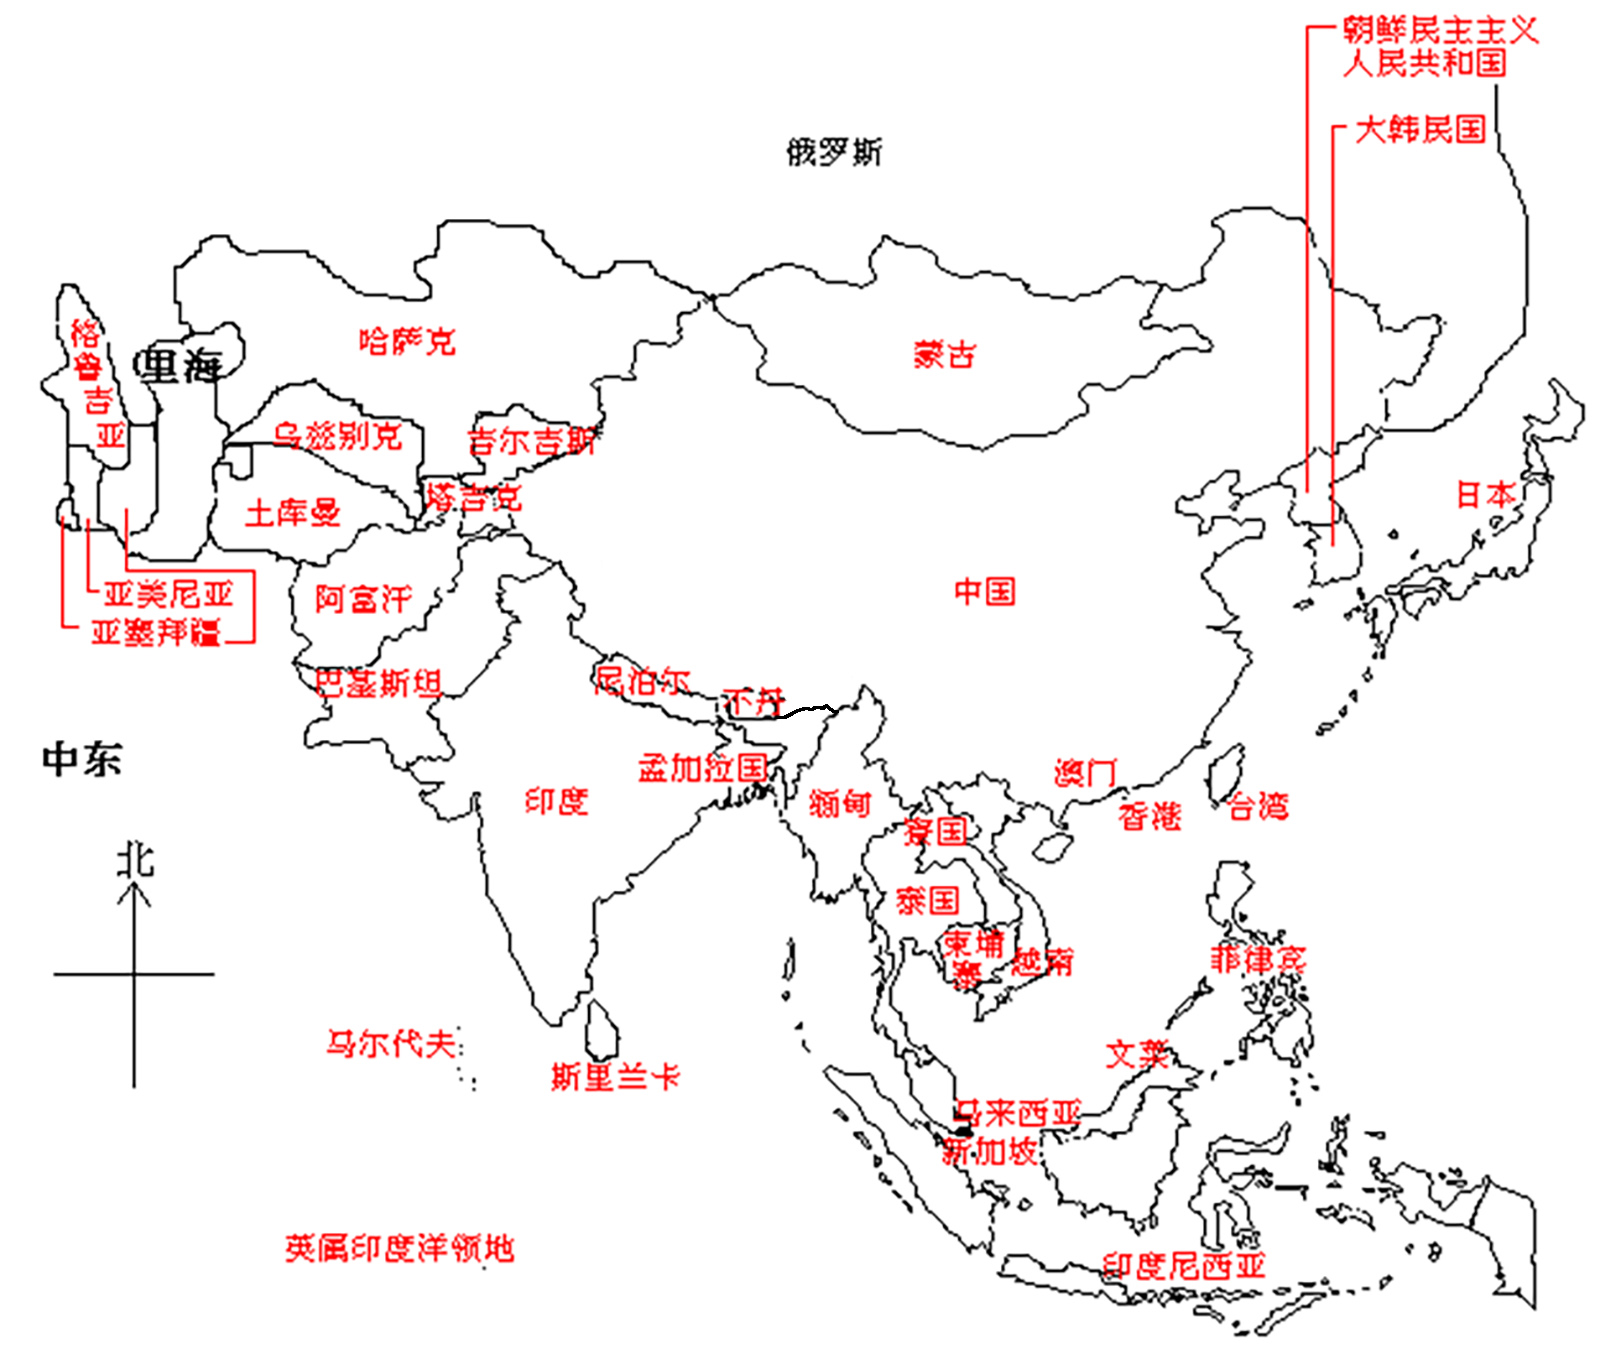 朝鲜民主主义
人民共和国
大韩民国
俄罗斯
哈萨克
蒙古
格鲁吉亚
里海
乌兹别克
吉尔吉斯
塔吉克
土库曼
日本
中国
阿富汗
亚美尼亚
亚塞拜疆
巴基斯坦
尼泊尔
不丹
中东
孟加拉国
印度
缅甸
澳门
香港
台湾
寮国
北
泰国
柬埔
寨
越南
菲律宾
马尔代夫
斯里兰卡
文莱
马来西亚
新加坡
英属印度洋领地
印度尼西亚